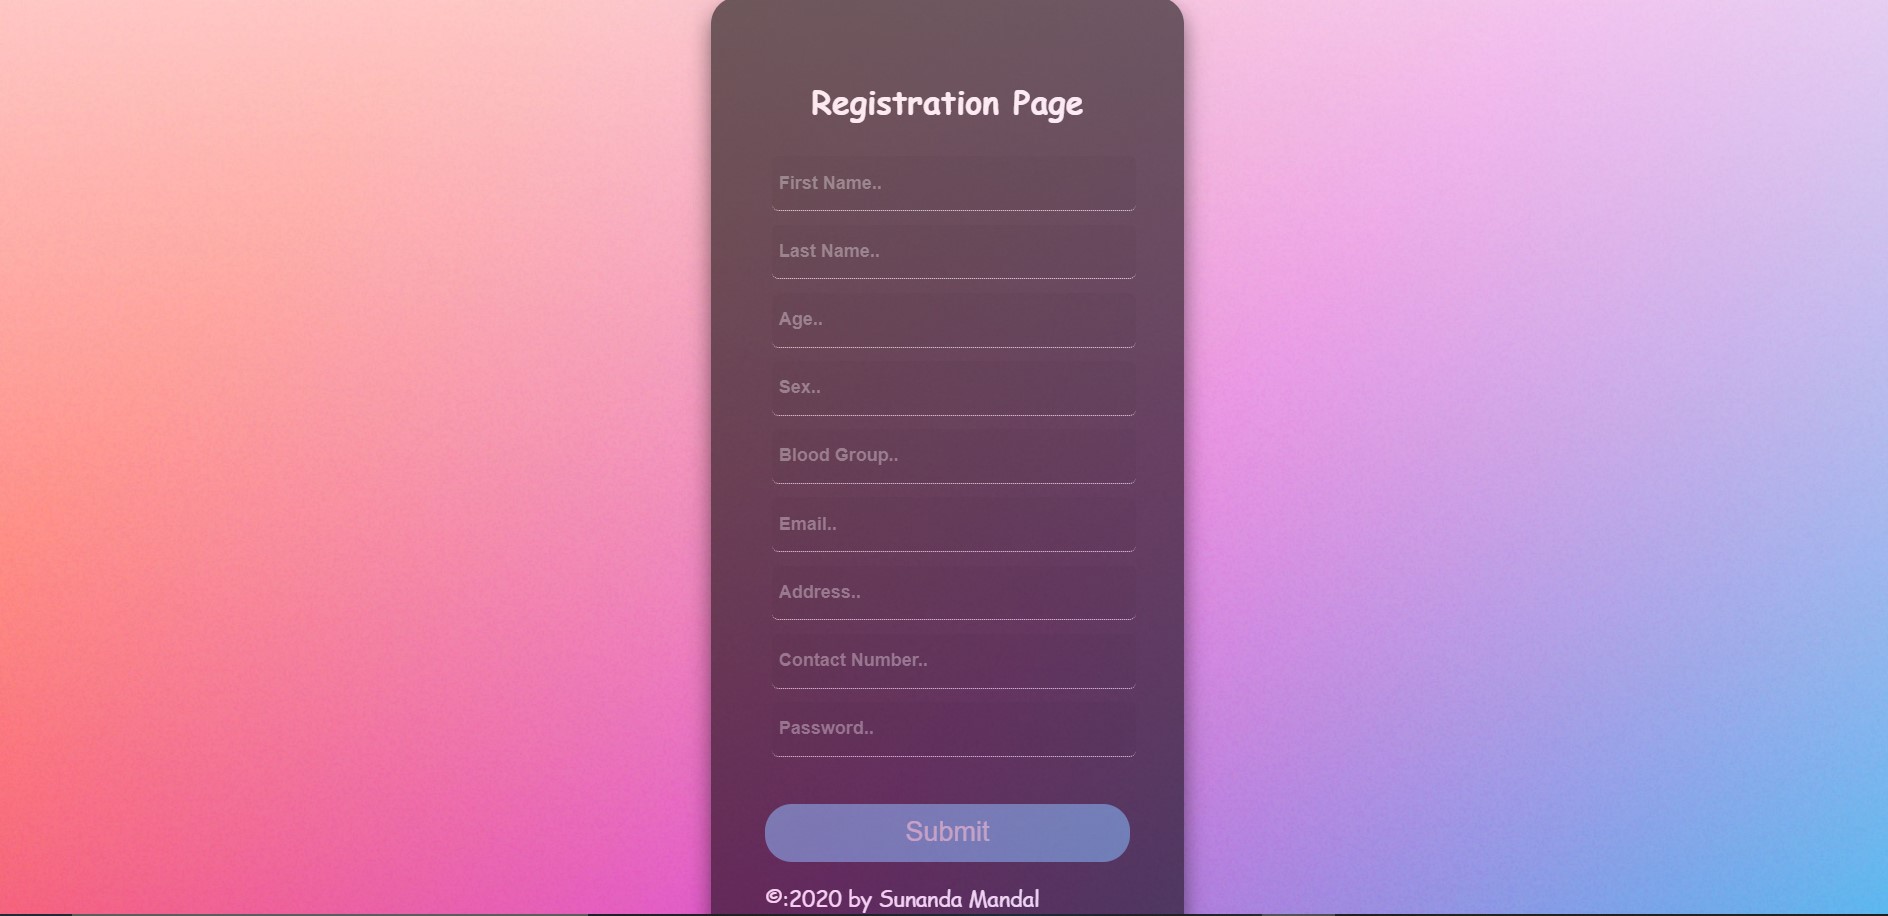 Registration Page
First Name..
Last Name..
Age..
Sex..
Blood Group..
Email..
Address..
Contact Number..
Password..
Submit
©:2020 by Sunanda Mandal